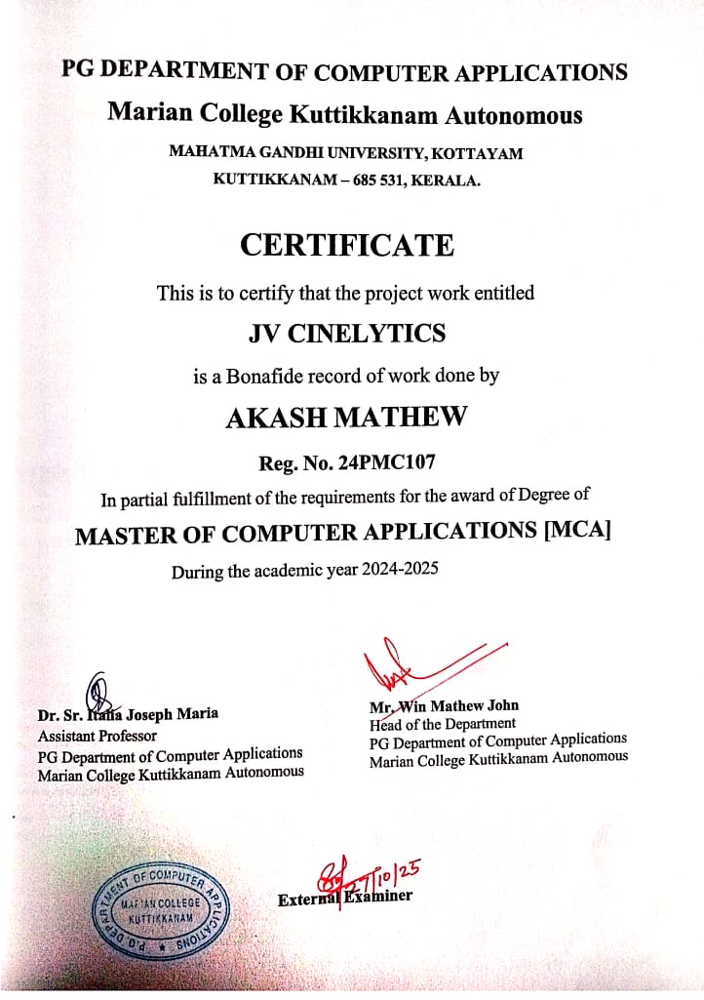 PG DEPARTMENT OF COMPUTER APPLICATIONS
Marian College Kuttikkanam Autonomous
MAHATMA GANDHI UNIVERSITY, KOTTAYAM
KUTTIKKANAM – 685 531, KERALA.
CERTIFICATE
This is to certify that the project work entitled
JV CINELYTICS
is a Bonafide record of work done by
AKASH MATHEW
Reg. No. 24PMC107
In partial fulfillment of the requirements for the award of Degree of
MASTER OF COMPUTER APPLICATIONS [MCA]
During the academic year 2024-2025
Dr. Sr. Italia Joseph Maria
Assistant Professor
PG Department of Computer Applications
Marian College Kuttikkanam Autonomous
Mr. Win Mathew John
Head of the Department
PG Department of Computer Applications
Marian College Kuttikkanam Autonomous
27/10/25
External Examiner
P.G. DEPARTMENT OF COMPUTER APPLICATIONS
MARIAN COLLEGE
KUTTIKKANAM